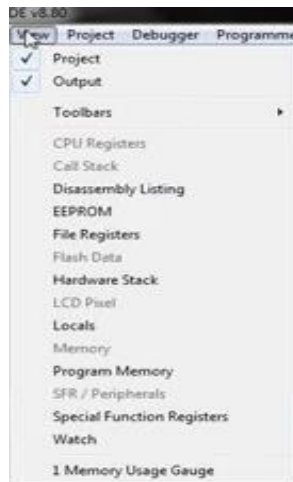 DE v8.80
View Project Debugger Programme
Project
Output
Toolbars
CPU Registers
Call Stack
Disassembly Listing
EEPROM
File Registers
Flash Data
Hardware Stack
LCD Pixel
Locals
Memory
Program Memory
SFR / Peripherals
Special Function Registers
Watch
1 Memory Usage Gauge